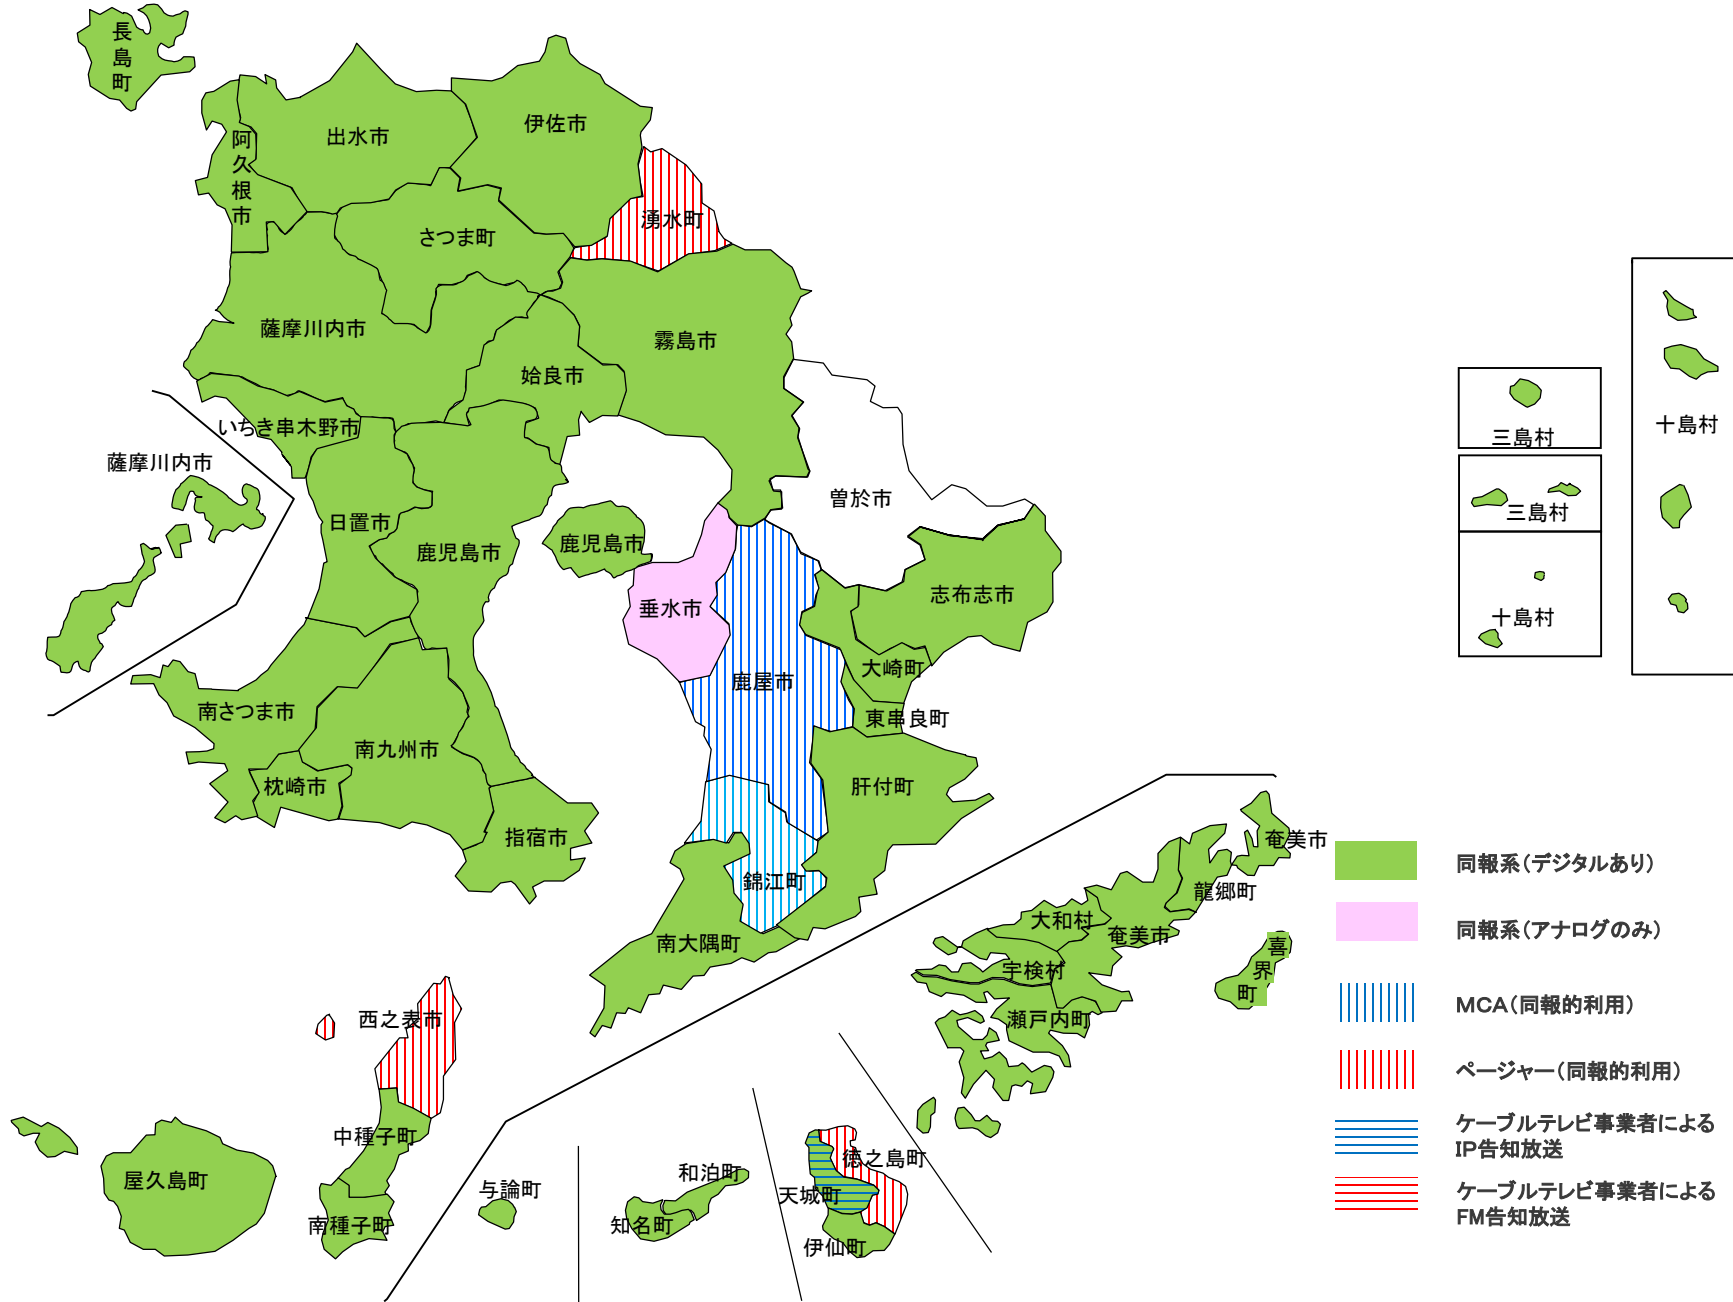 長島町
出水市
伊佐市
阿久根市
湧水町
さつま町
薩摩川内市
霧島市
姶良市
いちき串木野市
薩摩川内市
日置市
鹿児島市
鹿児島市
曽於市
志布志市
垂水市
大崎町
鹿屋市
東串良町
南さつま市
南九州市
枕崎市
肝付町
指宿市
錦江町
南大隅町
三島村
三島村
十島村
十島村
奄美市
龍郷町
大和村
奄美市
宇検村
喜界町
瀬戸内町
西之表市
中種子町
屋久島町
南種子町
与論町
和泊町
知名町
徳之島町
天城町
伊仙町
同報系（デジタルあり）
同報系（アナログのみ）
MCA（同報的利用）
ページャー（同報的利用）
ケーブルテレビ事業者による
IP告知放送
ケーブルテレビ事業者による
FM告知放送